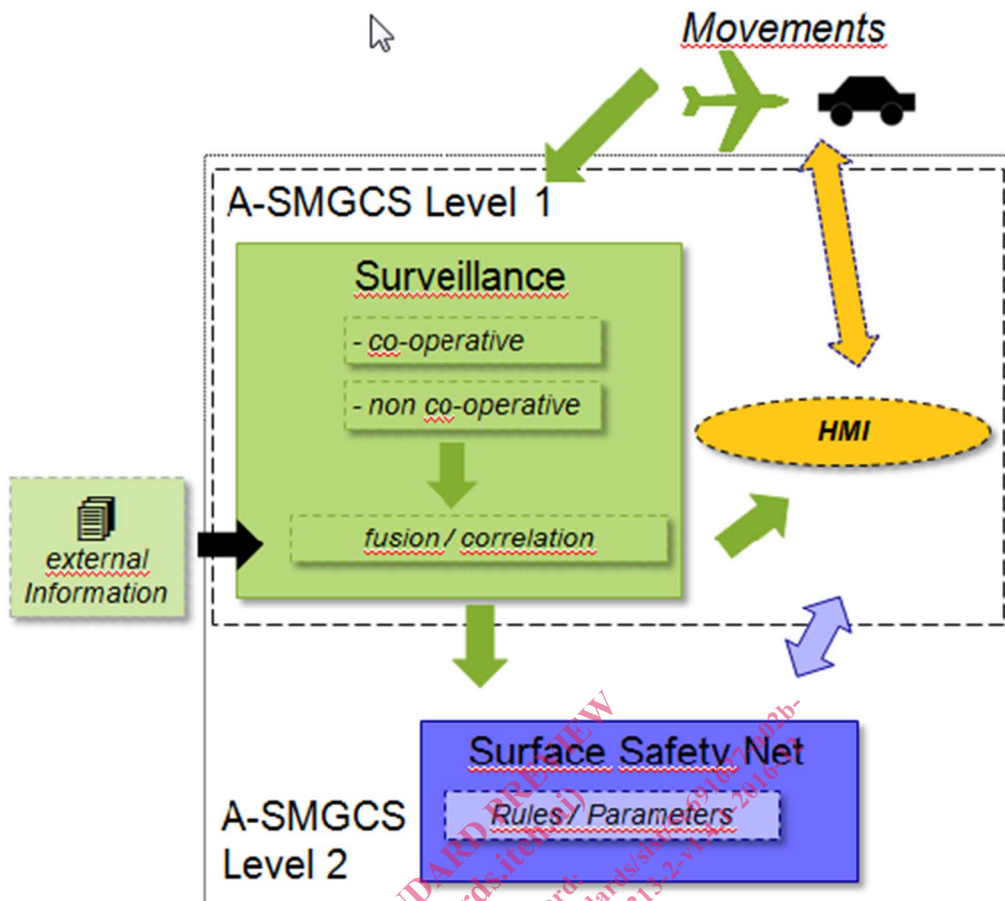 Movements
A-SMGCS Level 1
Surveillance
- co-operative
- non co-operative
HMI
fusion / correlation
external
Information
Surface Safety Net
Rules / Parameters
A-SMGCS
Level 2